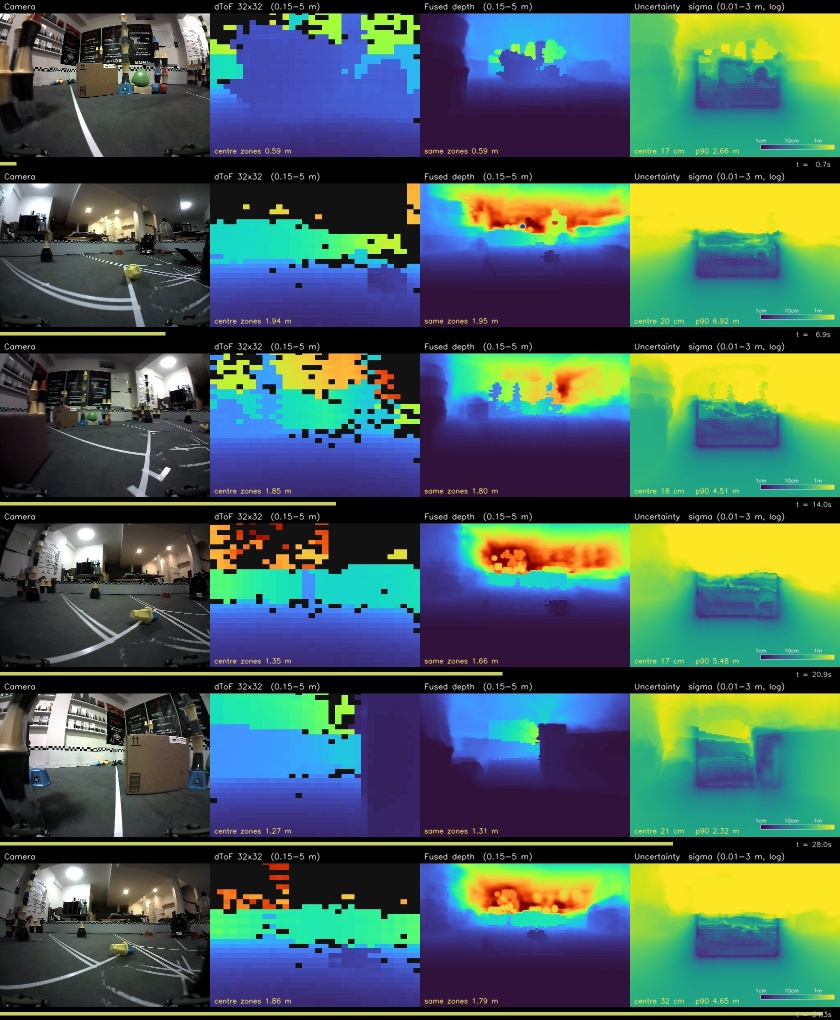 Camera dToF 32x32 (0.15-5 m) Fused depth (0.15-5 m) Uncertainty sigma (0.01-3 m, log)
1cm 10cm 1m
centre zones 0.59 m same zones 0.59 m centre 17 cm p90 2.66 m
t = 0.7s
Camera dToF 32x32 (0.15-5 m) Fused depth (0.15-5 m) Uncertainty sigma (0.01-3 m, log)
1cm 10cm 1m
centre zones 1.94 m same zones 1.95 m centre 20 cm p90 6.92 m
t = 6.9s
Camera dToF 32x32 (0.15-5 m) Fused depth (0.15-5 m) Uncertainty sigma (0.01-3 m, log)
1cm 10cm 1m
centre zones 1.85 m same zones 1.80 m centre 18 cm p90 4.51 m
t = 14.0s
Camera dToF 32x32 (0.15-5 m) Fused depth (0.15-5 m) Uncertainty sigma (0.01-3 m, log)
1cm 10cm 1m
centre zones 1.35 m same zones 1.66 m centre 17 cm p90 5.48 m
t = 20.9s
Camera dToF 32x32 (0.15-5 m) Fused depth (0.15-5 m) Uncertainty sigma (0.01-3 m, log)
1cm 10cm 1m
centre zones 1.27 m same zones 1.31 m centre 21 cm p90 2.32 m
t = 28.0s
Camera dToF 32x32 (0.15-5 m) Fused depth (0.15-5 m) Uncertainty sigma (0.01-3 m, log)
1cm 10cm 1m
centre zones 1.86 m same zones 1.79 m centre 32 cm p90 4.65 m